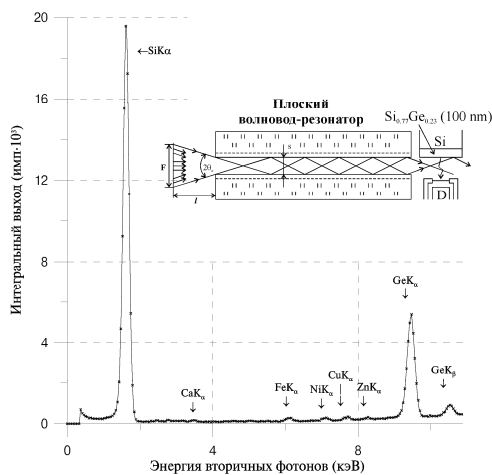 Интегральный выход (имп·10³)
20
16
12
8
4
0
0
4
8
Энергия вторичных фотонов (кэВ)
←SiKα
Плоский
волновод-резонатор
Si0.77Ge0.23 (100 nm)
Si
D
F
2θ
s
l
CaKα
FeKα
NiKα
CuKα
ZnKα
GeKα
GeKβ